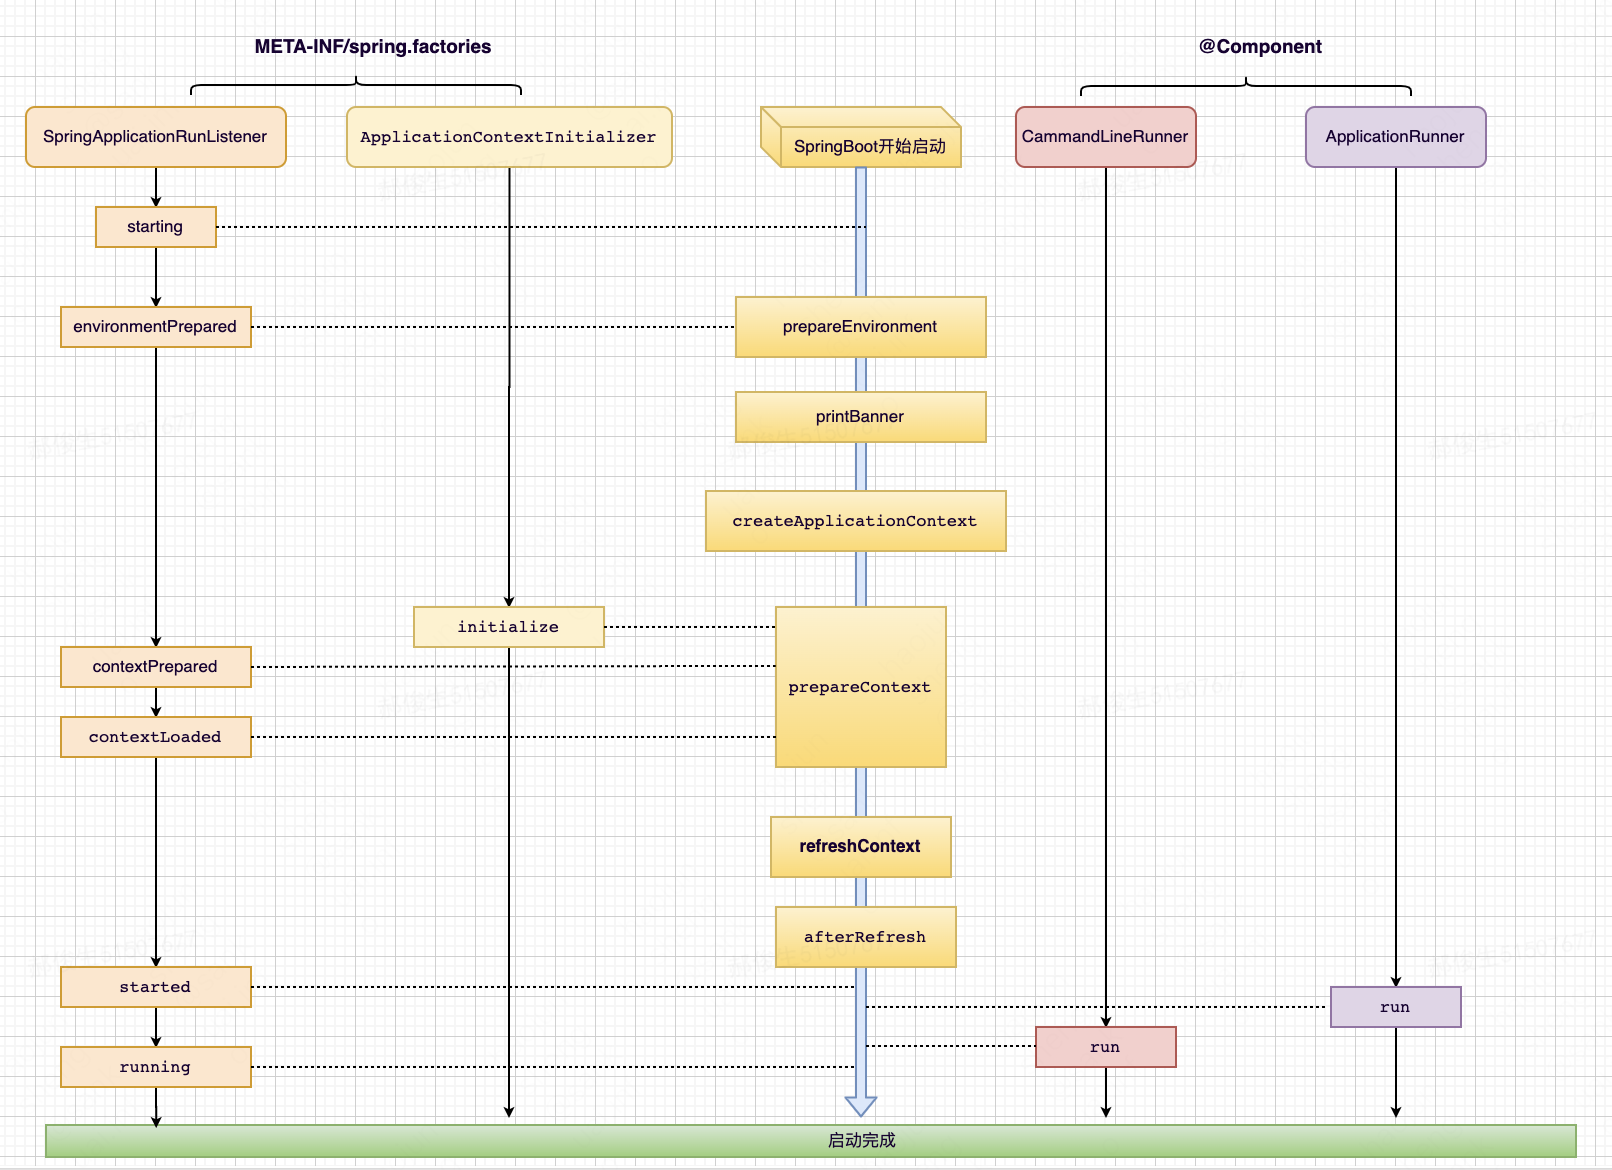 META-INF/spring.factories
@Component
SpringApplicationRunListener
ApplicationContextInitializer
SpringBoot开始启动
CammandLineRunner
ApplicationRunner
starting
environmentPrepared
prepareEnvironment
printBanner
createApplicationContext
initialize
contextPrepared
prepareContext
contextLoaded
refreshContext
afterRefresh
started
run
run
running
启动完成